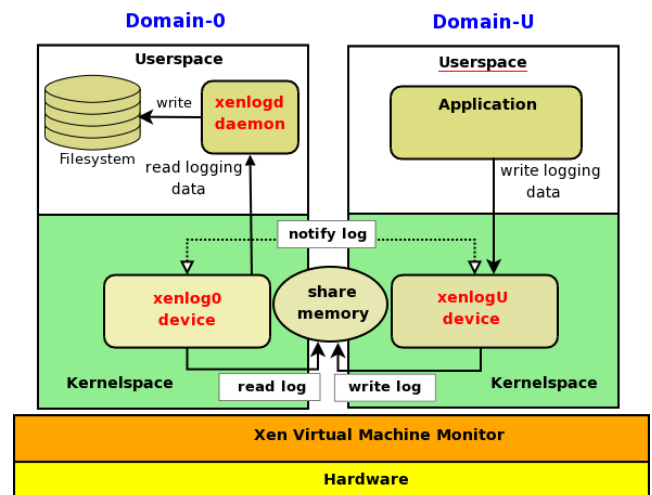 Domain-0
Domain-U
Userspace
Userspace
xenlogd
daemon
write
Filesystem
Application
read logging
data
write logging
data
notify log
xenlog0
device
share
memory
xenlogU
device
Kernelspace
read log
write log
Kernelspace
Xen Virtual Machine Monitor
Hardware